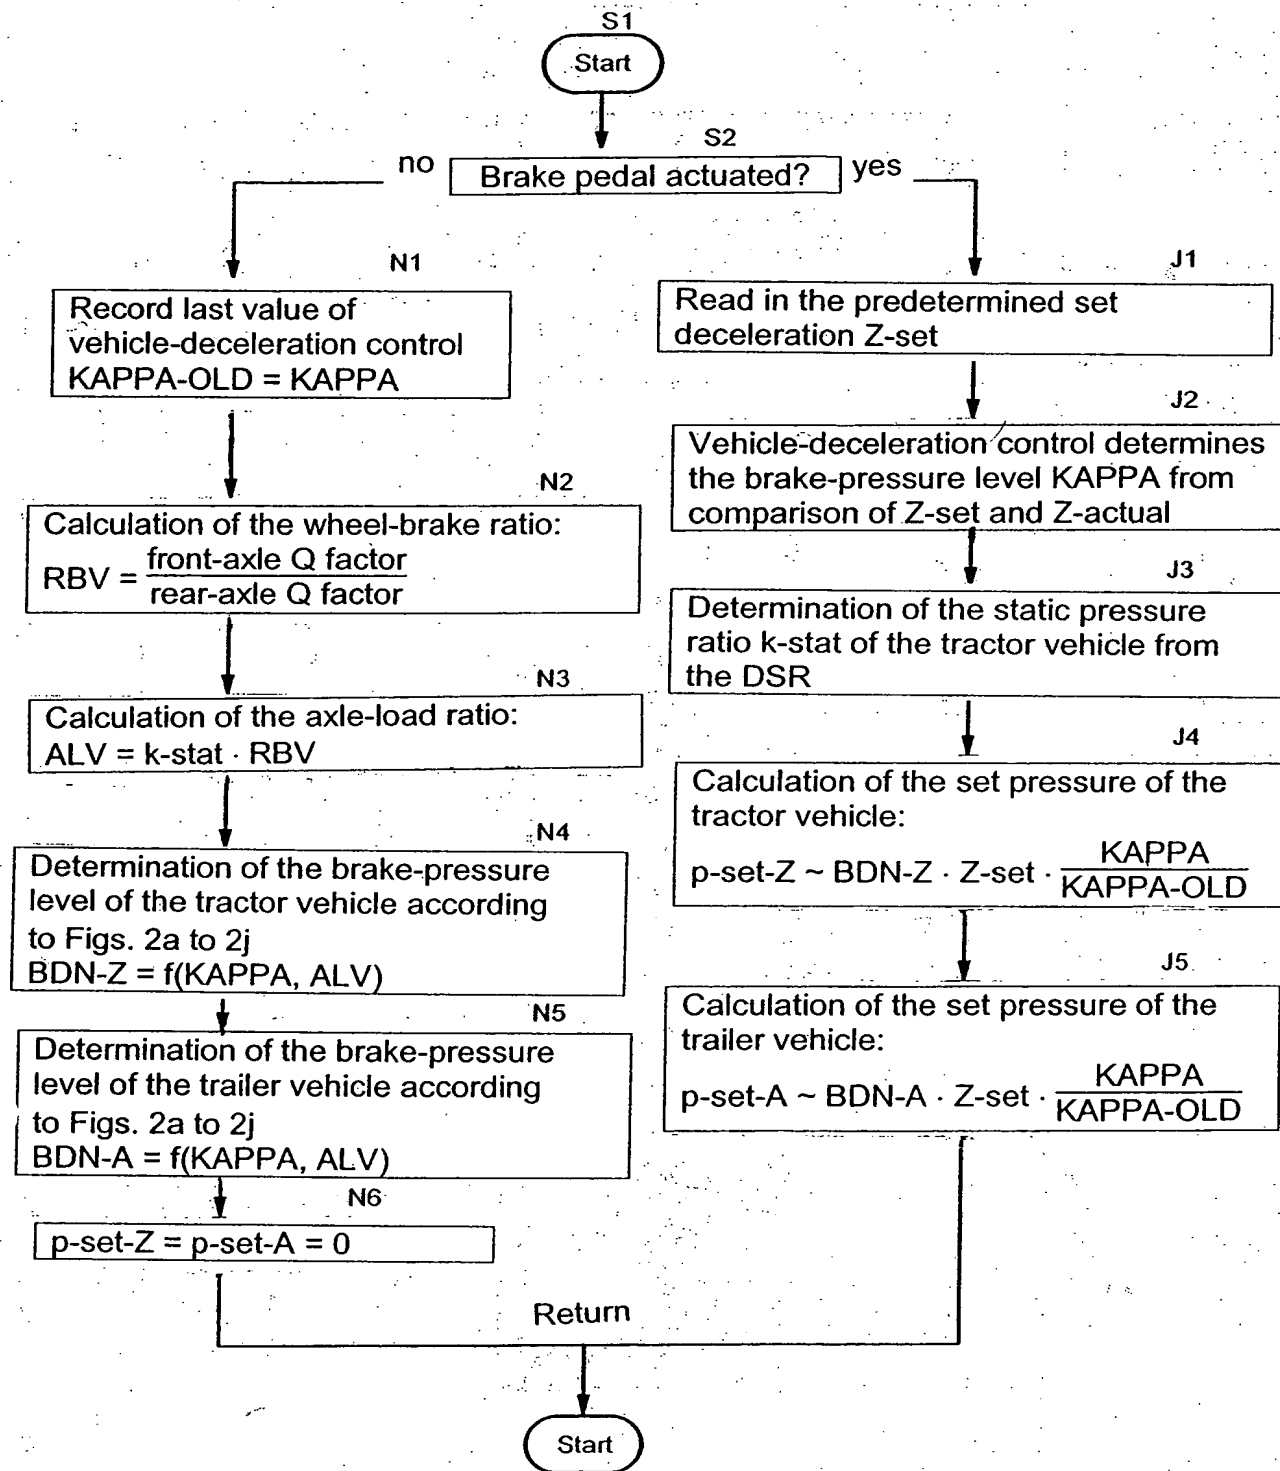 S1
Start
S2
no
Brake pedal actuated?
yes
N1
Record last value of
vehicle-deceleration control
KAPPA-OLD = KAPPA
N2
Calculation of the wheel-brake ratio:
RBV = front-axle Q factor
rear-axle Q factor
N3
Calculation of the axle-load ratio:
ALV = k-stat · RBV
N4
Determination of the brake-pressure
level of the tractor vehicle according
to Figs. 2a to 2j
BDN-Z = f(KAPPA, ALV)
N5
Determination of the brake-pressure
level of the trailer vehicle according
to Figs. 2a to 2j
BDN-A = f(KAPPA, ALV)
N6
p-set-Z = p-set-A = 0
J1
Read in the predetermined set
deceleration Z-set
J2
Vehicle-deceleration control determines
the brake-pressure level KAPPA from
comparison of Z-set and Z-actual
J3
Determination of the static pressure
ratio k-stat of the tractor vehicle from
the DSR
J4
Calculation of the set pressure of the
tractor vehicle:
p-set-Z ~ BDN-Z · Z-set · KAPPA
KAPPA-OLD
J5
Calculation of the set pressure of the
trailer vehicle:
p-set-A ~ BDN-A · Z-set · KAPPA
KAPPA-OLD
Return
Start